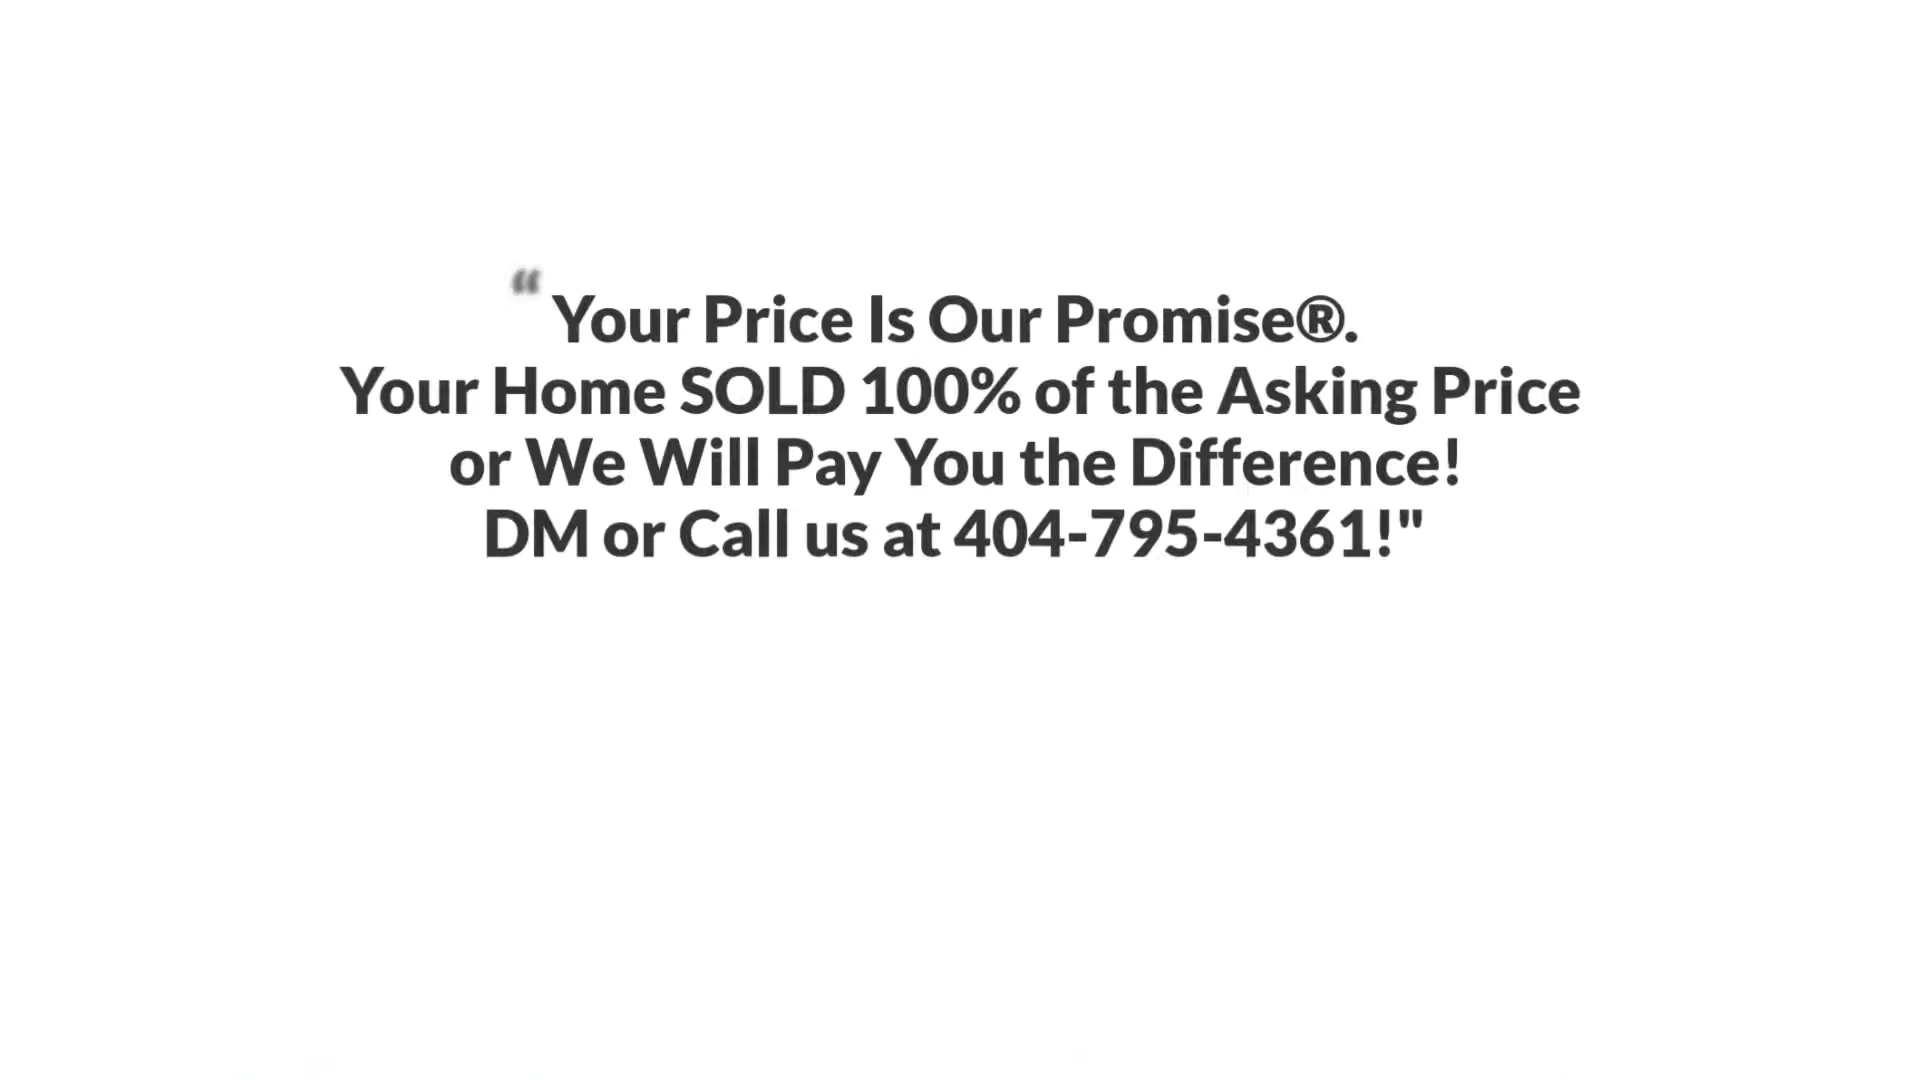 “Your Price Is Our Promise®.
Your Home SOLD 100% of the Asking Price
or We Will Pay You the Difference!
DM or Call us at 404-795-4361!"